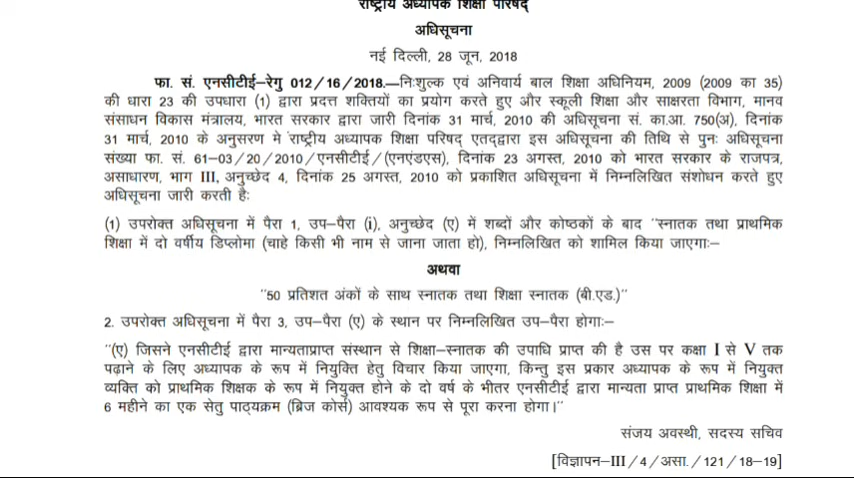 राष्ट्रीय अध्यापक शिक्षा परिषद्
अधिसूचना
नई दिल्ली, 28 जून, 2018
फा. सं. एनसीटीई–रेगु 012/16/2018.—निःशुल्क एवं अनिवार्य बाल शिक्षा अधिनियम, 2009 (2009 का 35)
की धारा 23 की उपधारा (1) द्वारा प्रदत्त शक्तियों का प्रयोग करते हुए और स्कूली शिक्षा और साक्षरता विभाग, मानव
संसाधन विकास मंत्रालय, भारत सरकार द्वारा जारी दिनांक 31 मार्च, 2010 की अधिसूचना सं. का.आ. 750(अ), दिनांक
31 मार्च, 2010 के अनुसरण मे राष्ट्रीय अध्यापक शिक्षा परिषद् एतद्द्वारा इस अधिसूचना की तिथि से पुनः अधिसूचना
संख्या फा. सं. 61–03/20/2010/एनसीटीई/(एनएंडएस), दिनांक 23 अगस्त, 2010 को भारत सरकार के राजपत्र,
असाधारण, भाग III, अनुच्छेद 4, दिनांक 25 अगस्त, 2010 को प्रकाशित अधिसूचना में निम्नलिखित संशोधन करते हुए
अधिसूचना जारी करती हैः
(1) उपरोक्त अधिसूचना में पैरा 1, उप–पैरा (i), अनुच्छेद (ए) में शब्दों और कोष्ठकों के बाद "स्नातक तथा प्राथमिक
शिक्षा में दो वर्षीय डिप्लोमा (चाहे किसी भी नाम से जाना जाता हो), निम्नलिखित को शामिल किया जाएगाः–
अथवा
"50 प्रतिशत अंकों के साथ स्नातक तथा शिक्षा स्नातक (बी.एड.)"
2. उपरोक्त अधिसूचना में पैरा 3, उप–पैरा (ए) के स्थान पर निम्नलिखित उप–पैरा होगाः–
"(ए) जिसने एनसीटीई द्वारा मान्यताप्राप्त संस्थान से शिक्षा–स्नातक की उपाधि प्राप्त की है उस पर कक्षा I से V तक
पढ़ाने के लिए अध्यापक के रूप में नियुक्ति हेतु विचार किया जाएगा, किन्तु इस प्रकार अध्यापक के रूप में नियुक्त
व्यक्ति को प्राथमिक शिक्षक के रूप में नियुक्त होने के दो वर्ष के भीतर एनसीटीई द्वारा मान्यता प्राप्त प्राथमिक शिक्षा में
6 महीने का एक सेतु पाठ्यक्रम (ब्रिज कोर्स) आवश्यक रूप से पूरा करना होगा।"
संजय अवस्थी, सदस्य सचिव
[विज्ञापन–III/4/असा./121/18–19]